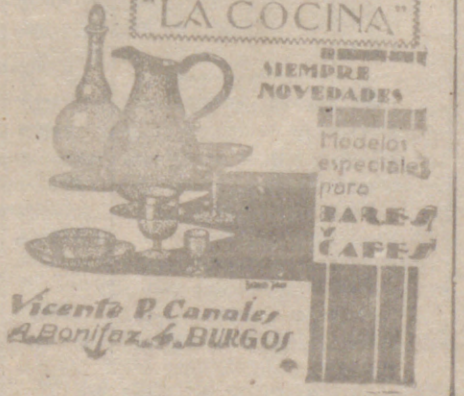 "LA COCINA"
SIEMPRE
NOVEDADES
Modelos
especiales
para
BARES
Y
CAFES
Vicente P. Canales
A. Bonifaz, 4. BURGOS